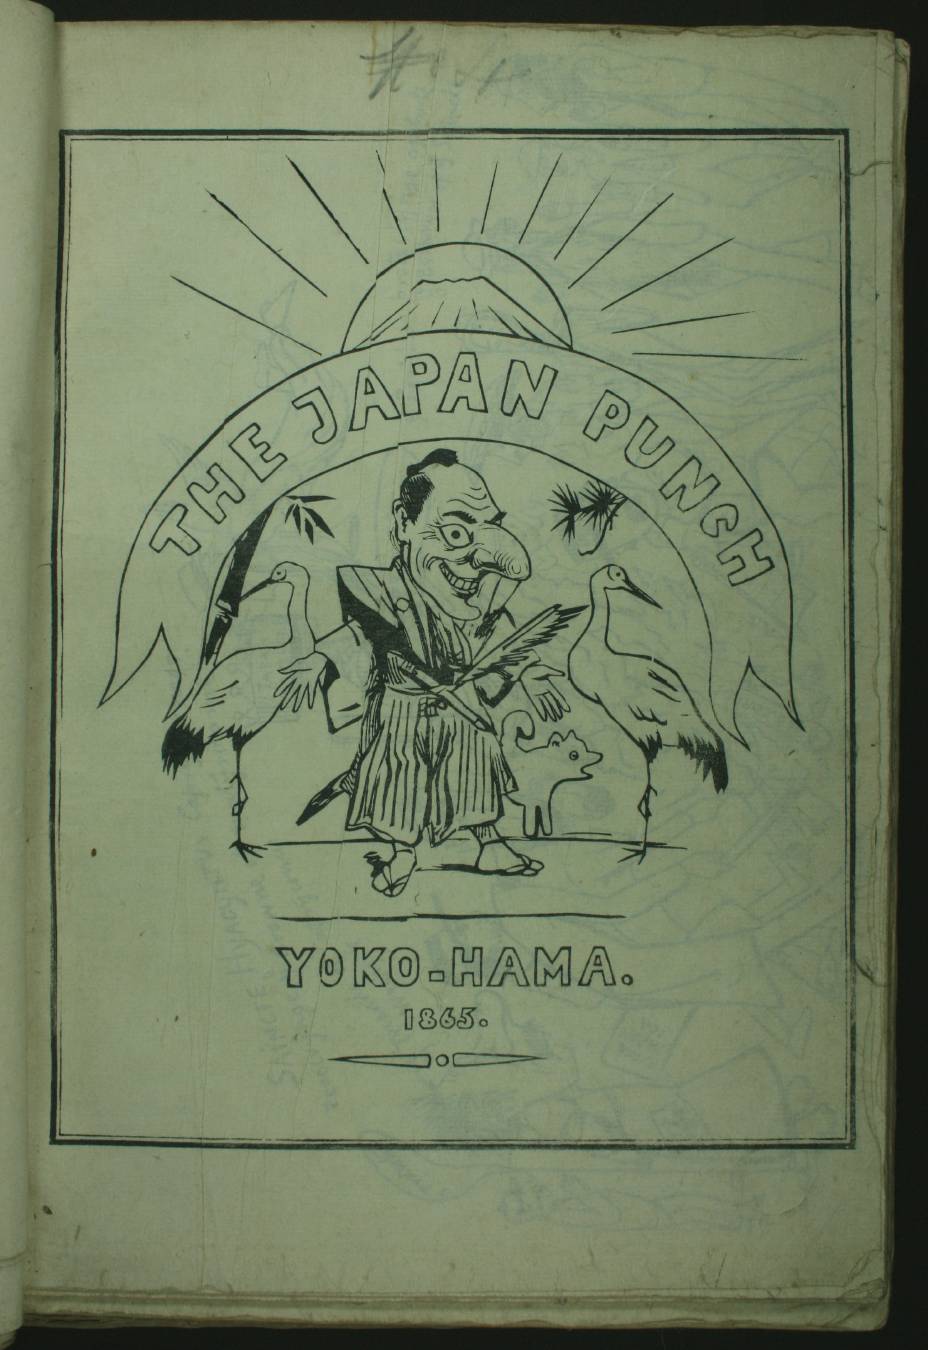 THE JAPAN PUNCH
YOKO-HAMA.
1865.